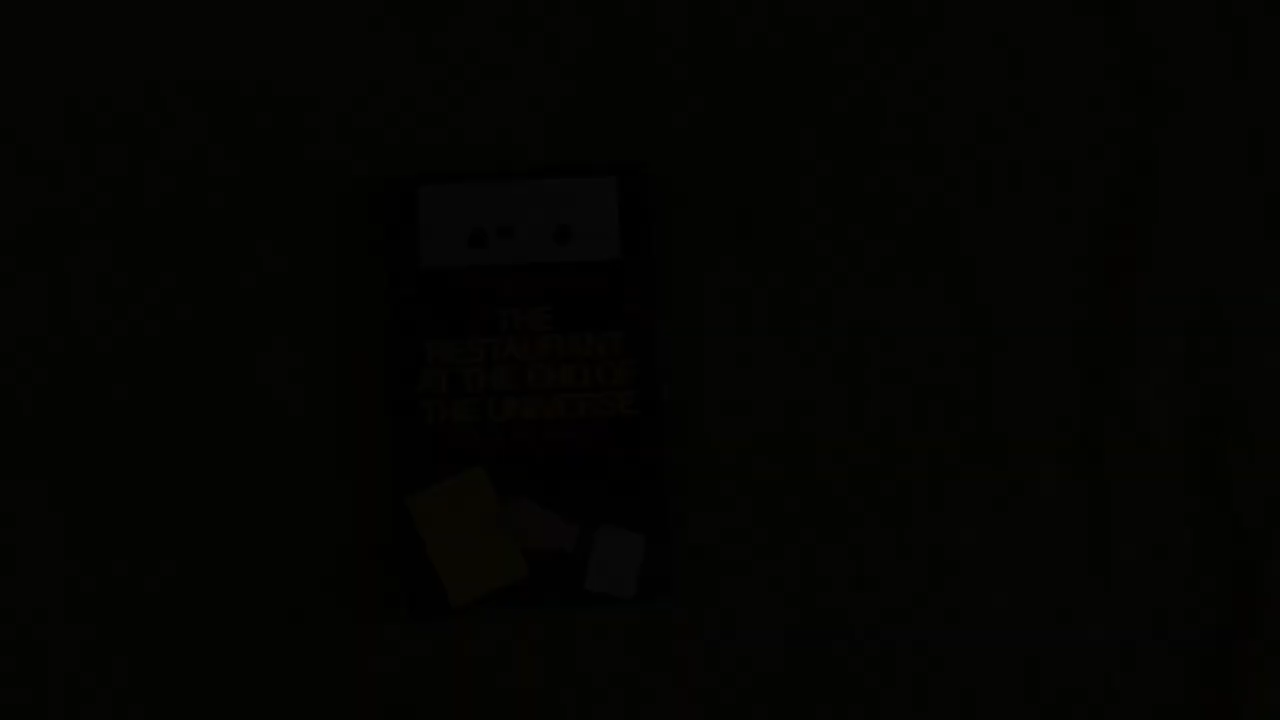 THE
RESTAURANT
AT THE END OF
THE UNIVERSE